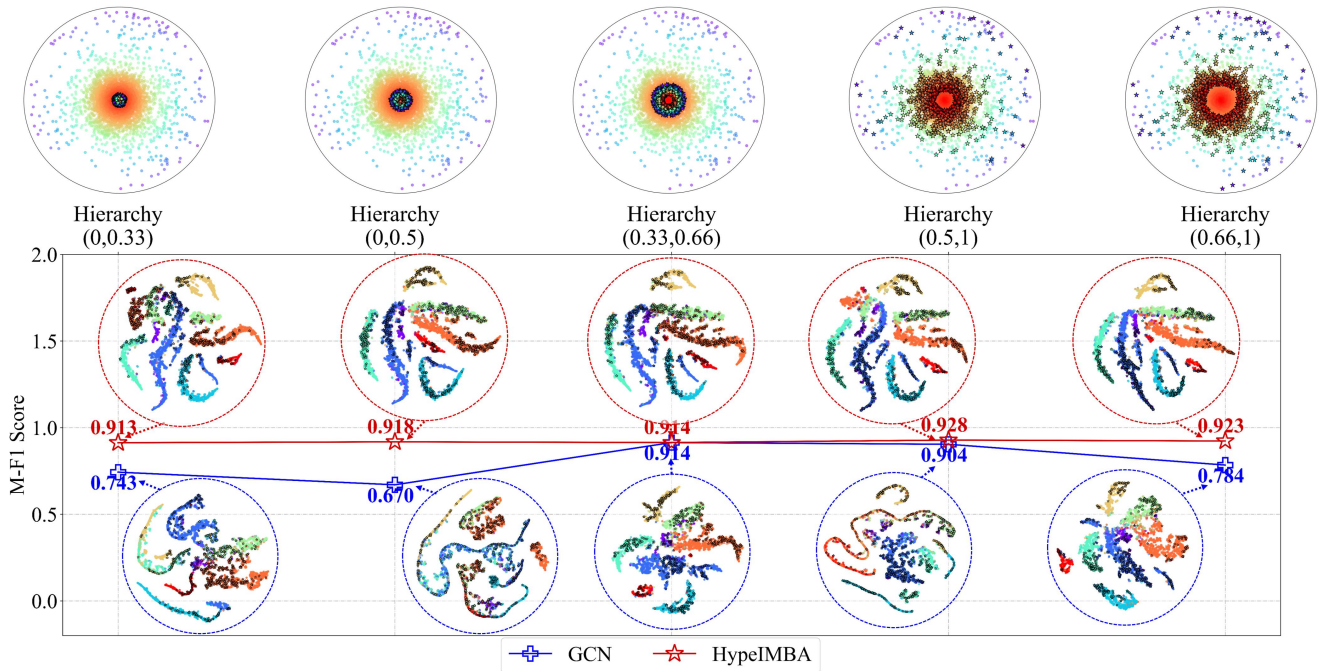 Hierarchy
(0,0.33)
Hierarchy
(0,0.5)
Hierarchy
(0.33,0.66)
Hierarchy
(0.5,1)
Hierarchy
(0.66,1)
M-F1 Score
2.0
1.5
1.0
0.5
0.0
0.913
0.918
0.914
0.928
0.923
0.743
0.670
0.914
0.904
0.784
GCN
HypeIMBA